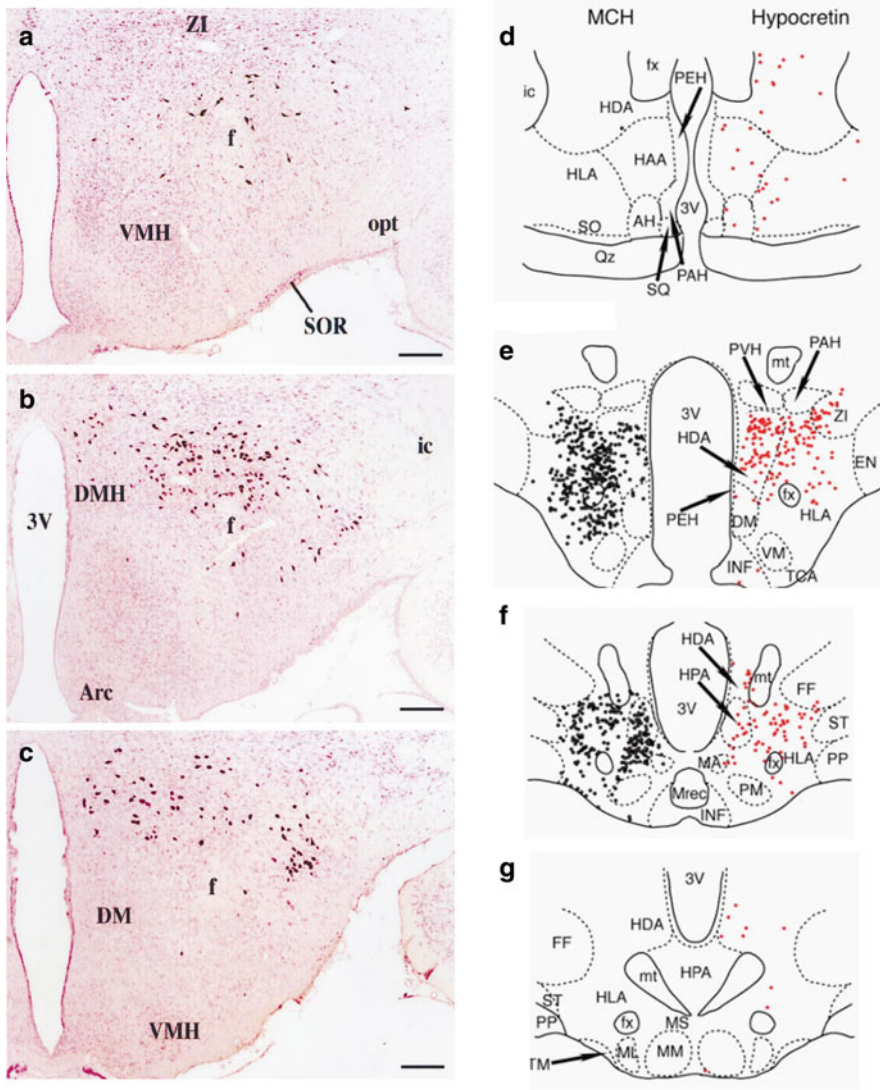 a
ZI
f
VMH
opt
SOR
b
ic
DMH
3V
f
Arc
c
f
DM
VMH
MCH
Hypocretin
d
fx
PEH
ic
HDA
HLA
HAA
SO
AH
3V
Qz
SQ
PAH
e
PVH
PAH
mt
3V
ZI
HDA
EN
fx
PEH
DM
HLA
VM
INF
TCA
f
HDA
HPA
mt
FF
3V
ST
MA
fx
HLA
PP
Mrec
PM
INF
g
3V
HDA
FF
mt
HPA
ST
HLA
PP
fx
MS
TM
ML
MM